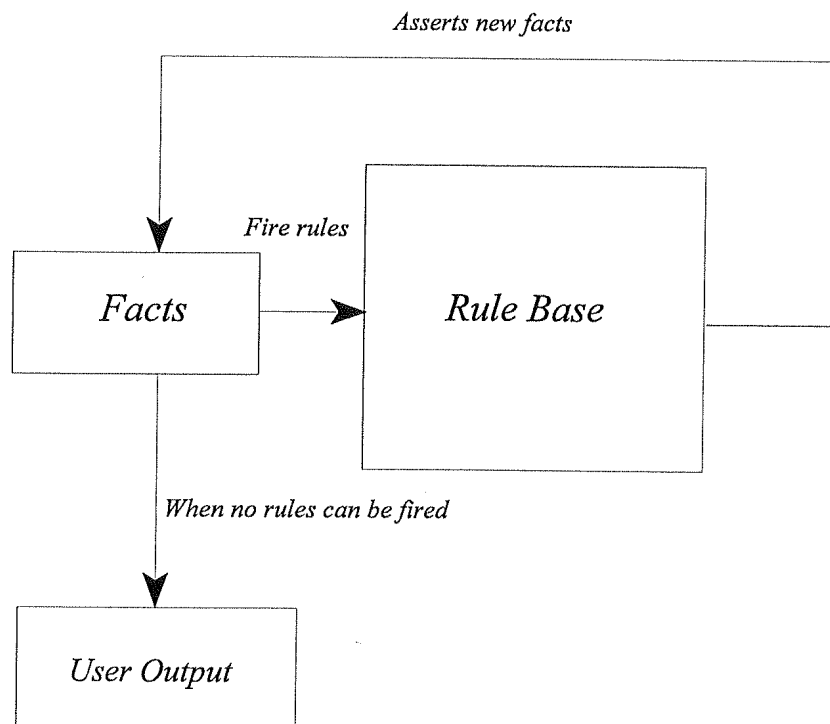 Asserts new facts
Fire rules
Facts
Rule Base
When no rules can be fired
User Output